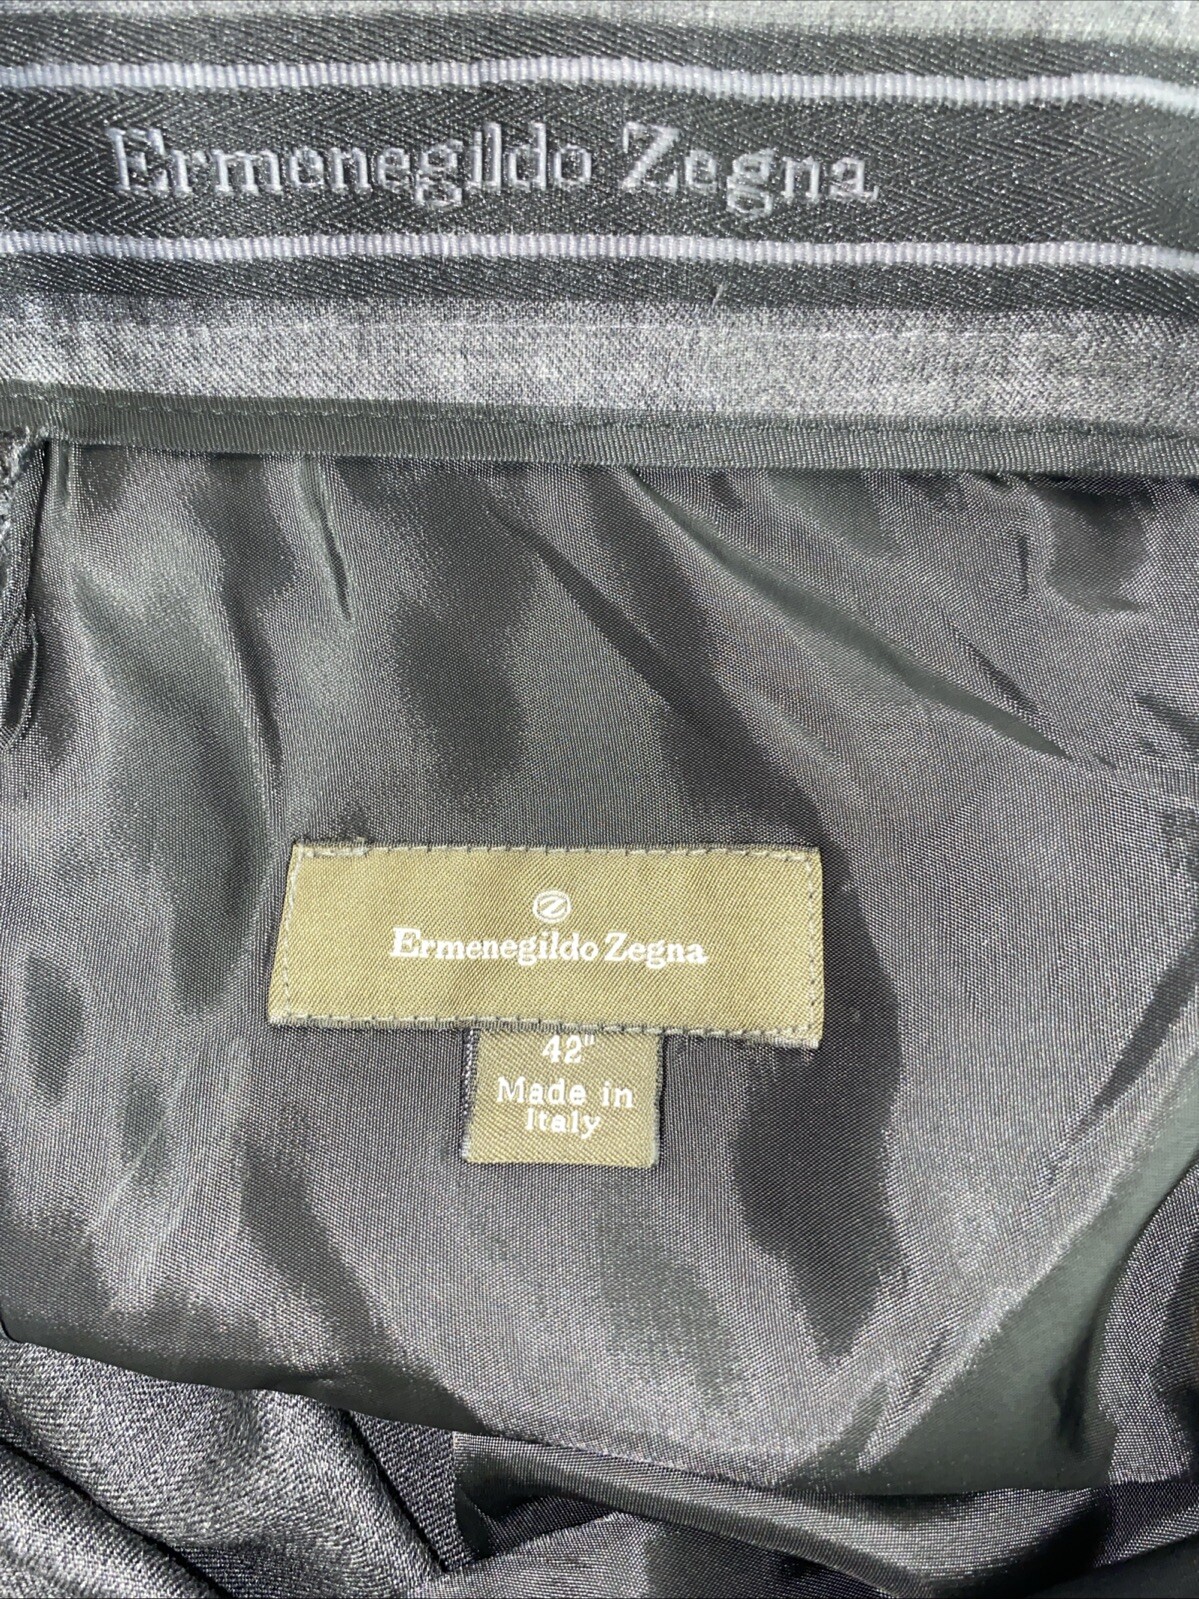 Ermenegildo Zegna
Ermenegildo Zegna
42"
Made in
Italy